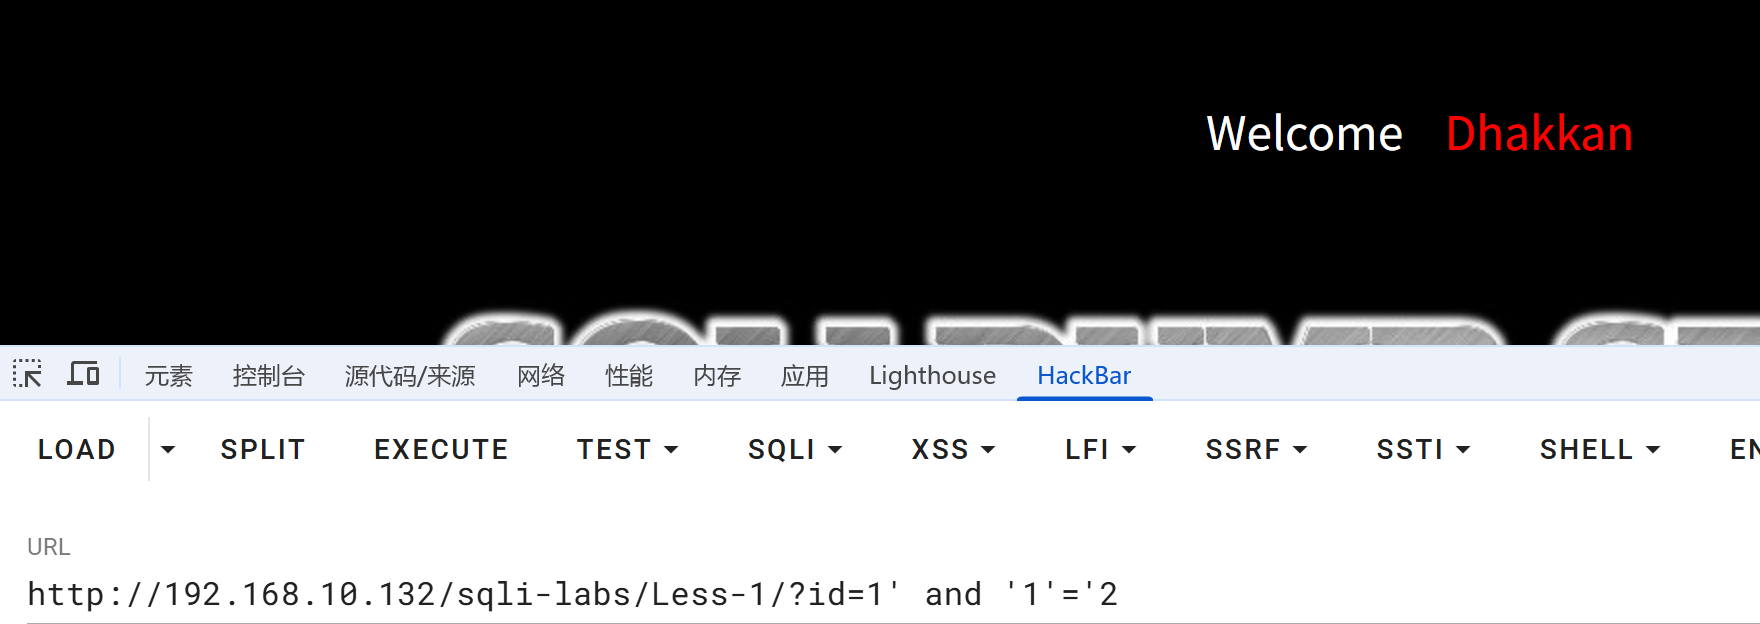 Welcome Dhakkan
元素 控制台 源代码/来源 网络 性能 内存 应用 Lighthouse HackBar
LOAD SPLIT EXECUTE TEST SQLI XSS LFI SSRF SSTI SHELL
URL
http://192.168.10.132/sqli-labs/Less-1/?id=1' and '1'='2